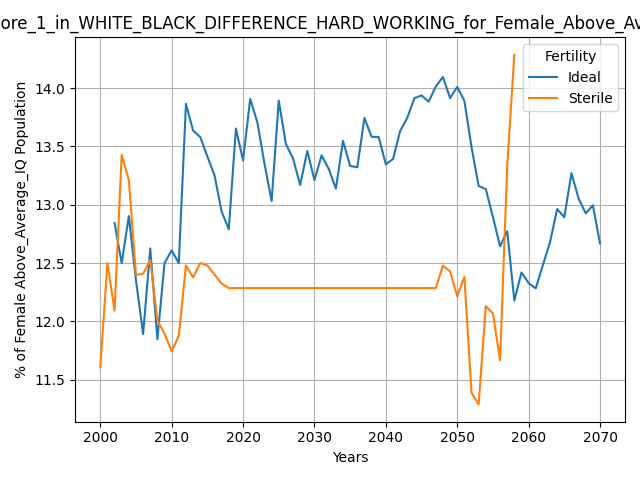 ore_1_in_WHITE_BLACK_DIFFERENCE_HARD_WORKING_for_Female_Above_Av
Fertility
Ideal
Sterile
% of Female Above_Average_IQ Population
14.0
13.5
13.0
12.5
12.0
11.5
2000 2010 2020 2030 2040 2050 2060 2070
Years